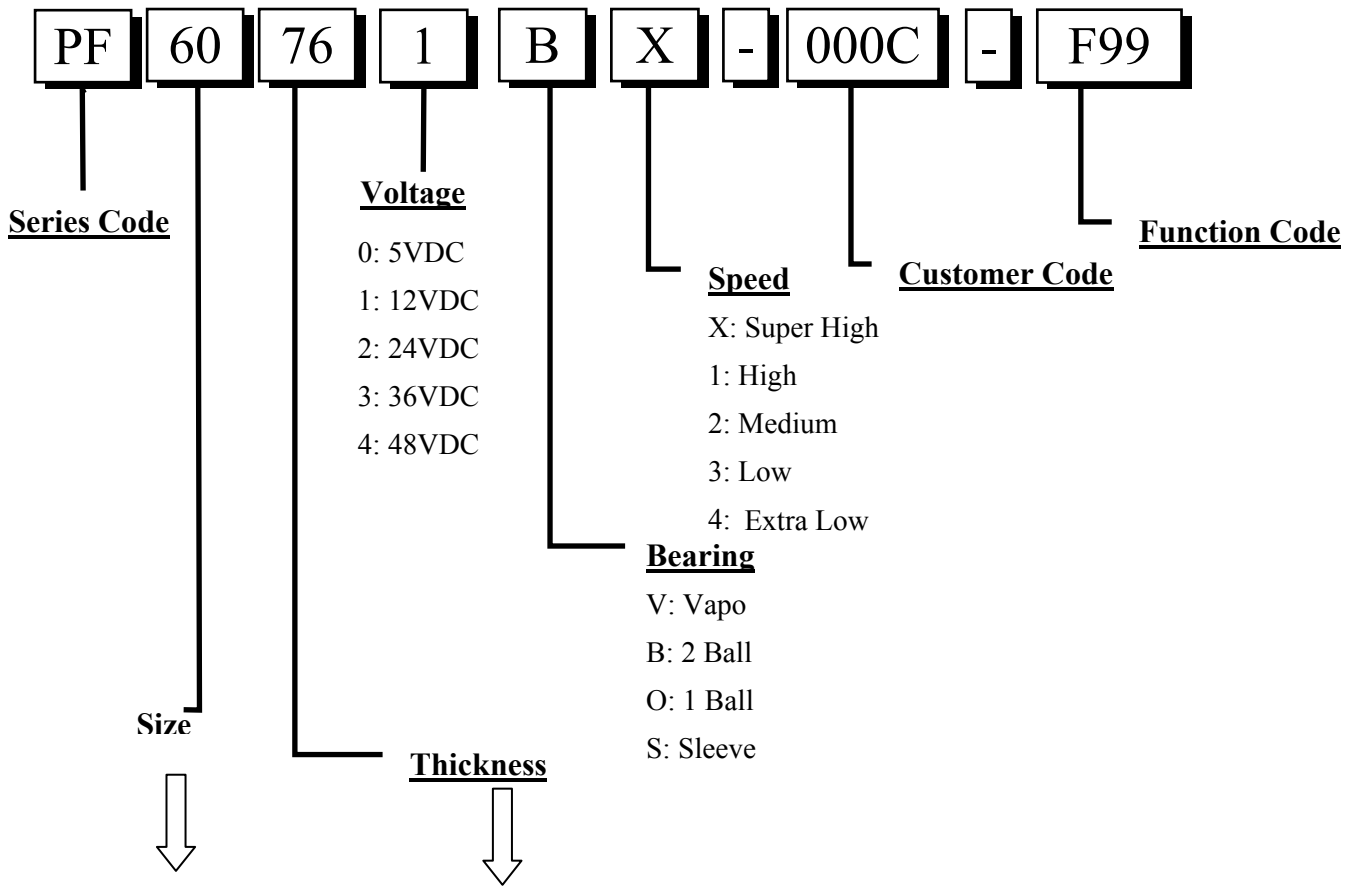 PF 60 76 1 B X - 000C - F99
Series Code
Voltage
0: 5VDC
1: 12VDC
2: 24VDC
3: 36VDC
4: 48VDC
Function Code
Customer Code
Speed
X: Super High
1: High
2: Medium
3: Low
4: Extra Low
Bearing
V: Vapo
B: 2 Ball
O: 1 Ball
S: Sleeve
Size
Thickness